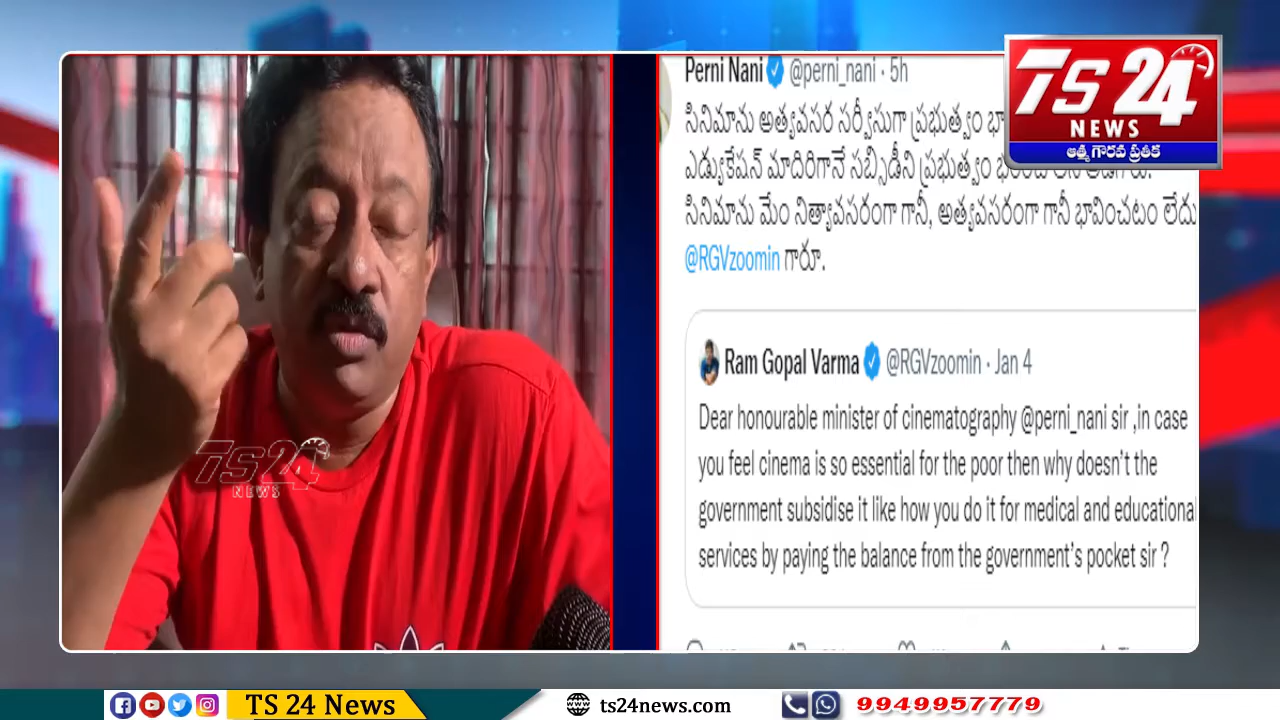 Perni Nani @perni_nani · 5h
సినిమాను అత్యవసర సర్వీసుగా ప్రభుత్వం
ఎడ్యుకేషన్ మాదిరిగానే సబ్సిడీని ప్రభుత్వం
సినిమాను మేం నిత్యావసరంగా గానీ, అత్యవసరంగా గానీ భావించటం లేదు
@RGVzoomin గారూ.
Ram Gopal Varma @RGVzoomin · Jan 4
Dear honourable minister of cinematography @perni_nani sir ,in case
you feel cinema is so essential for the poor then why doesn't the
government subsidise it like how you do it for medical and educational
services by paying the balance from the government's pocket sir ?
TS 24
NEWS
ఆత్మ గౌరవ ప్రతీక
TS 24
NEWS
TS 24 News
ts24news.com
9949957779